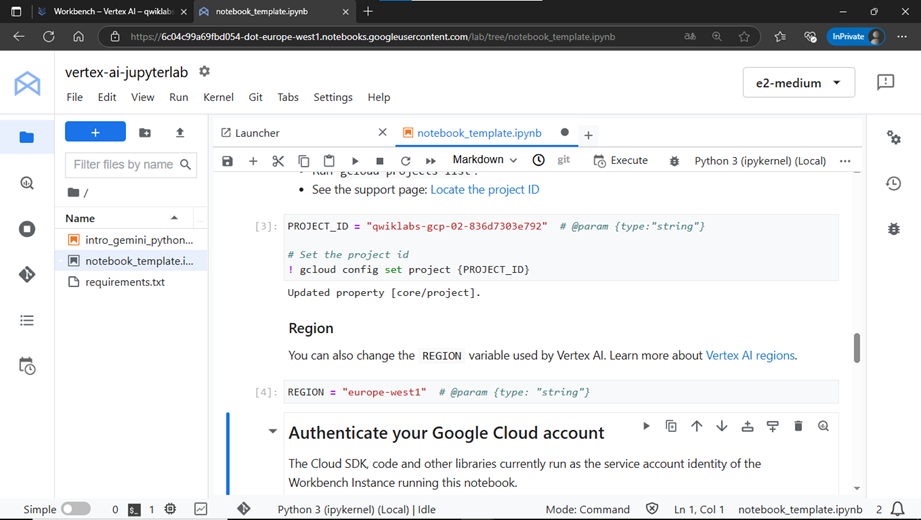 Workbench – Vertex AI – qwiklabs
notebook_template.ipynb
https://6c04c99a69fbd054-dot-europe-west1.notebooks.googleusercontent.com/lab/tree/notebook_template.ipynb
InPrivate
vertex-ai-jupyterlab
File Edit View Run Kernel Git Tabs Settings Help
e2-medium
Launcher
notebook_template.ipynb
Filter files by name
Markdown
git
Execute
Python 3 (ipykernel) (Local)
/
Name
intro_gemini_python...
notebook_template.i...
requirements.txt
• Run gcloud projects list.
• See the support page: Locate the project ID
[3]: PROJECT_ID = "qwiklabs-gcp-02-836d7303e792" # @param {type:"string"}
# Set the project id
! gcloud config set project {PROJECT_ID}
Updated property [core/project].
Region
You can also change the REGION variable used by Vertex AI. Learn more about Vertex AI regions.
[4]: REGION = "europe-west1" # @param {type: "string"}
Authenticate your Google Cloud account
The Cloud SDK, code and other libraries currently run as the service account identity of the
Workbench Instance running this notebook.
Simple 0 1 Python 3 (ipykernel) (Local) | Idle Mode: Command Ln 1, Col 1 notebook_template.ipynb 2